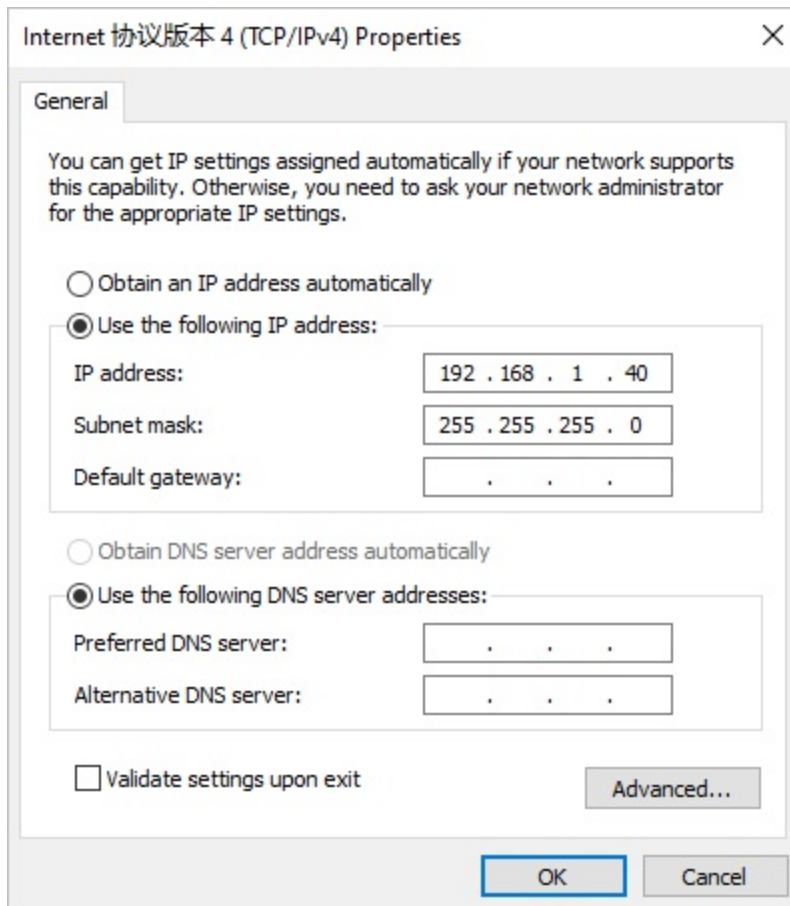 Internet 协议版本 4 (TCP/IPv4) Properties
General
You can get IP settings assigned automatically if your network supports
this capability. Otherwise, you need to ask your network administrator
for the appropriate IP settings.
Obtain an IP address automatically
Use the following IP address:
IP address: 192 . 168 . 1 . 40
Subnet mask: 255 . 255 . 255 . 0
Default gateway: . . .
Obtain DNS server address automatically
Use the following DNS server addresses:
Preferred DNS server: . . .
Alternative DNS server: . . .
Validate settings upon exit
Advanced...
OK Cancel